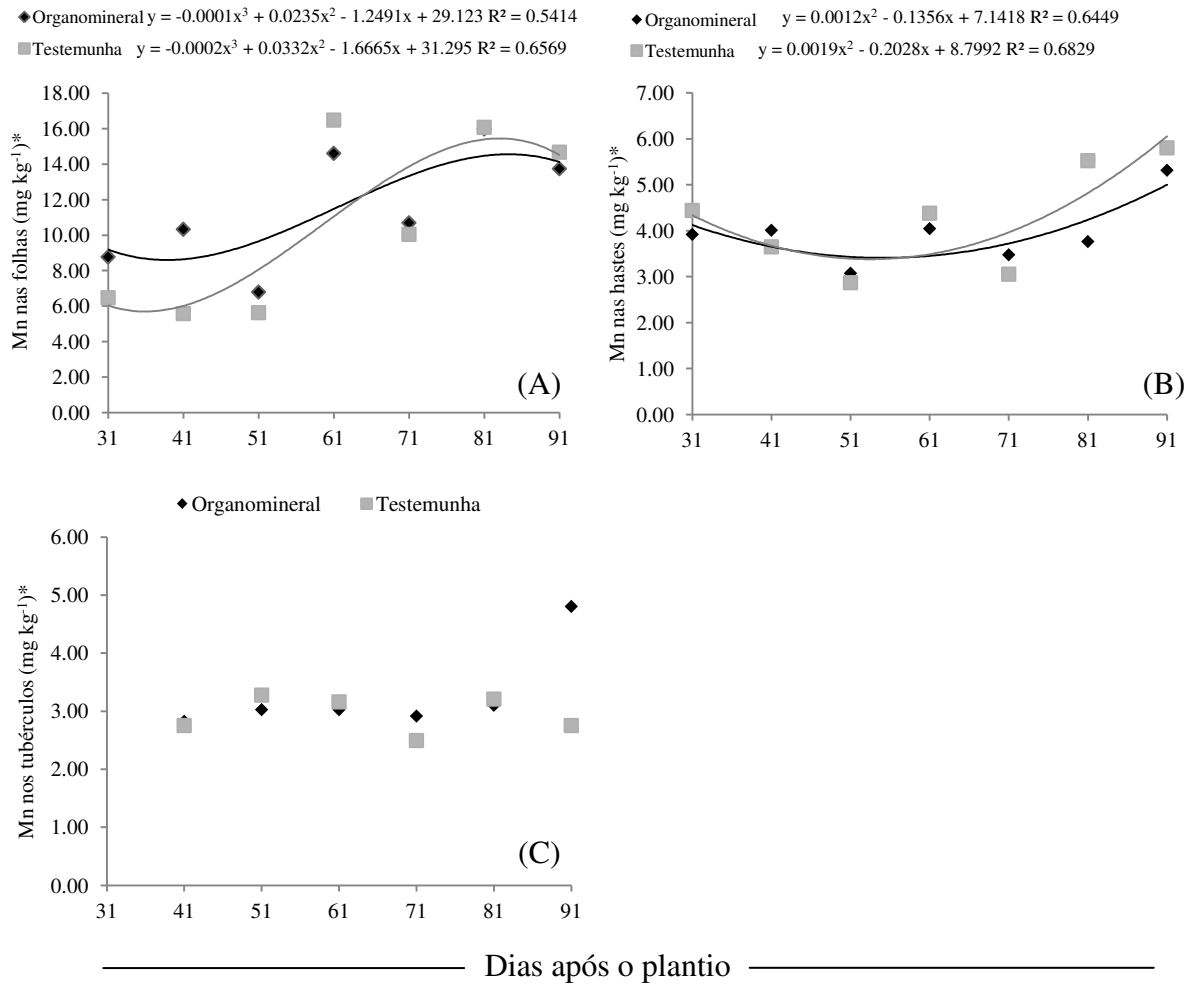 Organomineral y = -0.0001x³ + 0.0235x² - 1.2491x + 29.123 R² = 0.5414
Testemunha y = -0.0002x³ + 0.0332x² - 1.6665x + 31.295 R² = 0.6569
Mn nas folhas (mg kg⁻¹)*
18.00
16.00
14.00
12.00
10.00
8.00
6.00
4.00
2.00
0.00
31 41 51 61 71 81 91
(A)
Organomineral y = 0.0012x² - 0.1356x + 7.1418 R² = 0.6449
Testemunha y = 0.0019x² - 0.2028x + 8.7992 R² = 0.6829
Mn nas hastes (mg kg⁻¹)*
7.00
6.00
5.00
4.00
3.00
2.00
1.00
0.00
31 41 51 61 71 81 91
(B)
Organomineral Testemunha
Mn nos tubérculos (mg kg⁻¹)*
6.00
5.00
4.00
3.00
2.00
1.00
0.00
31 41 51 61 71 81 91
(C)
Dias após o plantio